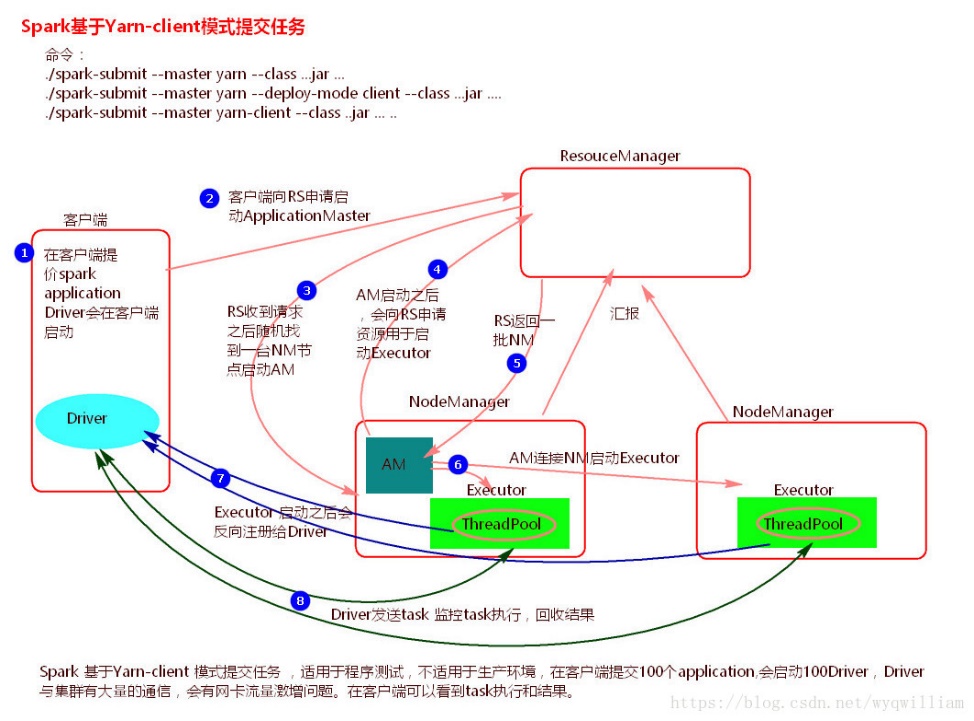 Spark基于Yarn-client模式提交任务
命令：
./spark-submit --master yarn --class ...jar ...
./spark-submit --master yarn --deploy-mode client --class ...jar ....
./spark-submit --master yarn-client --class ..jar ... ..
ResouceManager
2
客户端向RS申请启
动ApplicationMaster
客户端
1
在客户端提
价spark
application
Driver会在客户端
启动
3
RS收到请求
之后随机找
到一台NM节
点启动AM
4
AM启动之后
，会向RS申请
资源用于启
动Executor
RS返回一
批NM
5
汇报
NodeManager
NodeManager
Driver
AM
6
AM连接NM启动Executor
Executor
ThreadPool
Executor
ThreadPool
7
Executor 启动之后会
反向注册给Driver
8
Driver发送task 监控task执行，回收结果
Spark 基于Yarn-client 模式提交任务 ，适用于程序测试，不适用于生产环境，在客户端提交100个application,会启动100Driver，Driver
与集群有大量的通信，会有网卡流量激增问题。在客户端可以看到task执行和结果。
https://blog.csdn.net/wyqwilliam